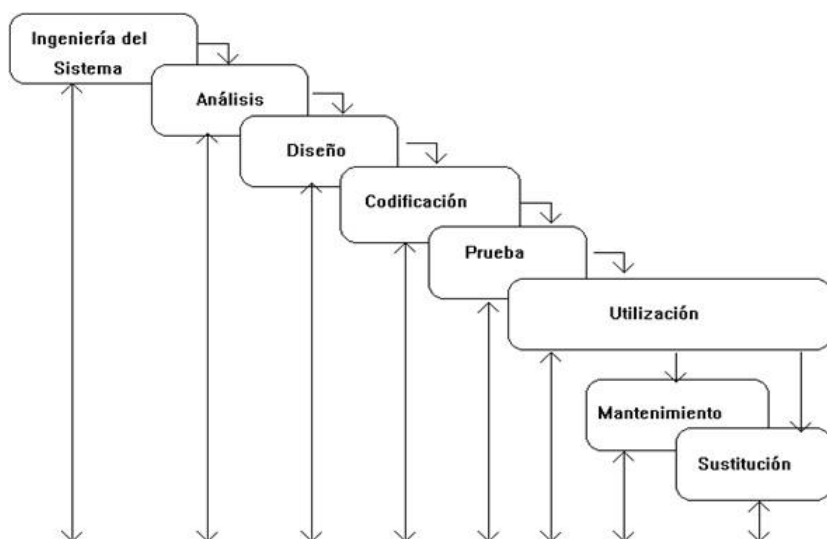 Ingeniería del
Sistema
Análisis
Diseño
Codificación
Prueba
Utilización
Mantenimiento
Sustitución